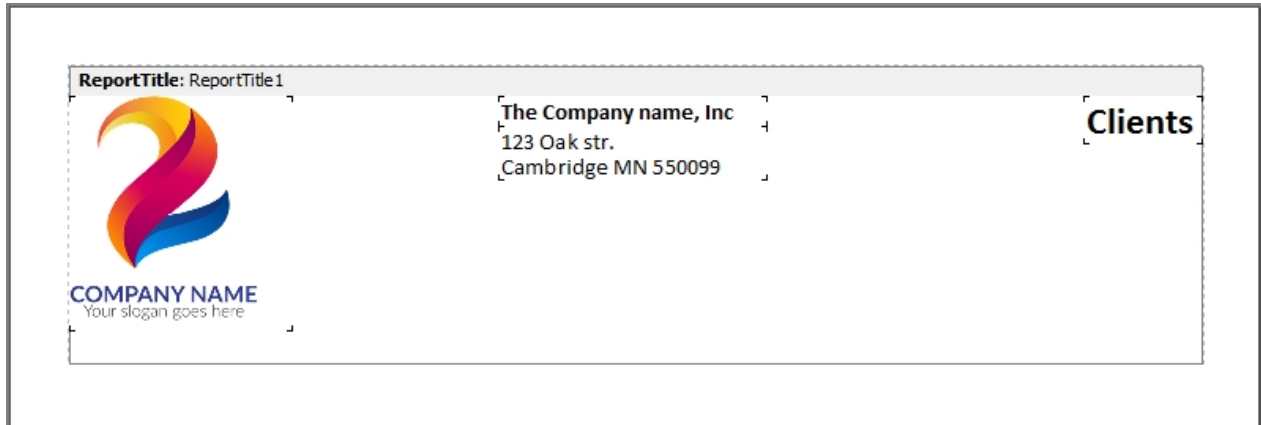 ReportTitle: ReportTitle1
COMPANY NAME
Your slogan goes here
The Company name, Inc
123 Oak str.
Cambridge MN 550099
Clients